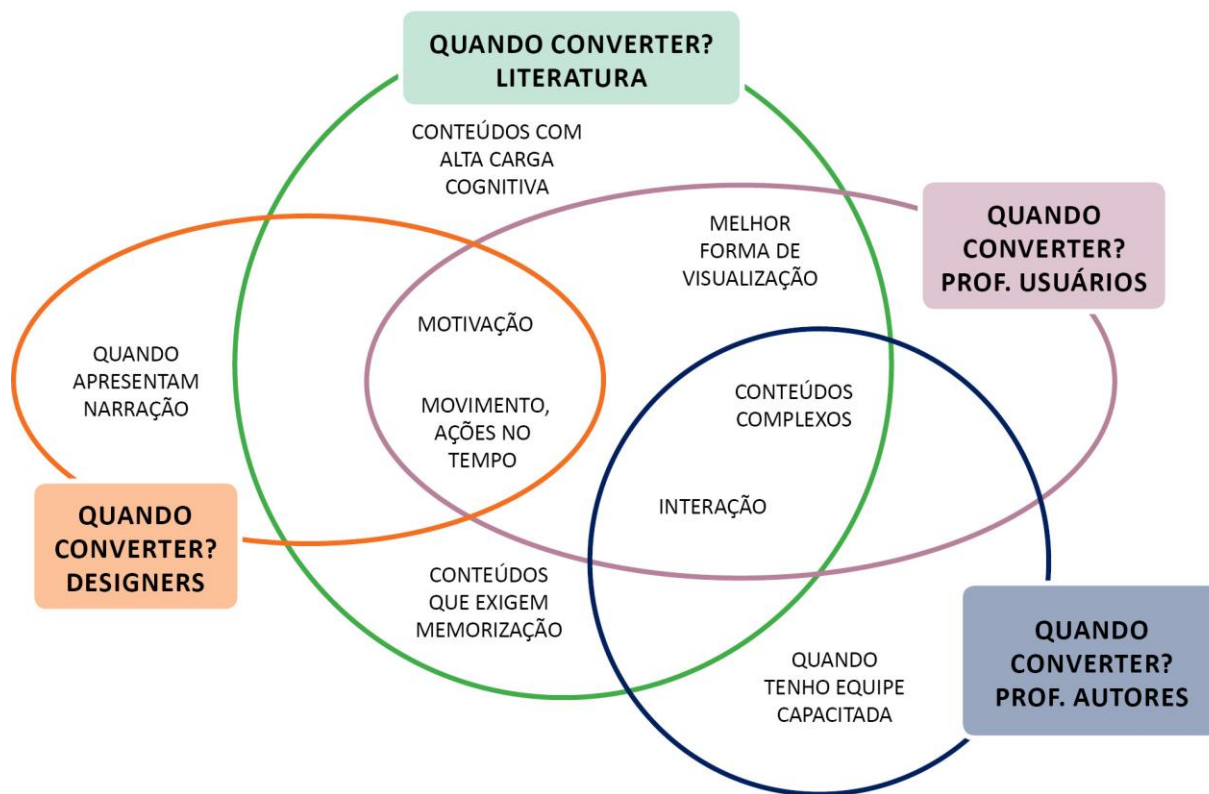 QUANDO CONVERTER?
LITERATURA
CONTEÚDOS COM
ALTA CARGA
COGNITIVA
MELHOR
FORMA DE
VISUALIZAÇÃO
QUANDO
CONVERTER?
PROF. USUÁRIOS
MOTIVAÇÃO
QUANDO
APRESENTAM
NARRAÇÃO
MOVIMENTO,
AÇÕES NO
TEMPO
CONTEÚDOS
COMPLEXOS
INTERAÇÃO
QUANDO
CONVERTER?
DESIGNERS
CONTEÚDOS
QUE EXIGEM
MEMORIZAÇÃO
QUANDO
TENHO EQUIPE
CAPACITADA
QUANDO
CONVERTER?
PROF. AUTORES